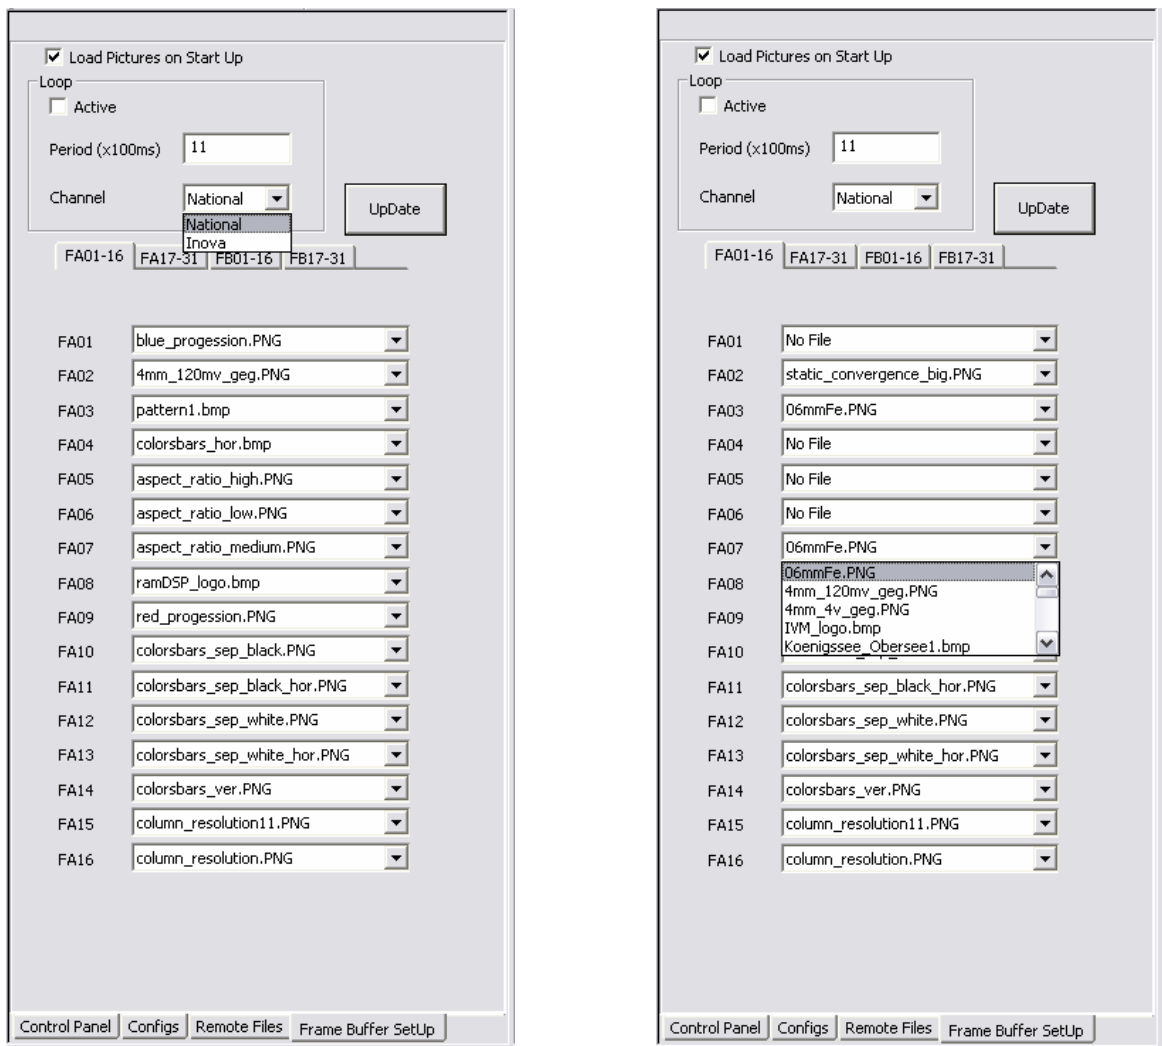 Load Pictures on Start Up
Loop
Active
Period (x100ms) 11
Channel National
National
Inova
UpDate
FA01-16 FA17-31 FB01-16 FB17-31
FA01 blue_progession.PNG
FA02 4mm_120mv_geg.PNG
FA03 pattern1.bmp
FA04 colorsbars_hor.bmp
FA05 aspect_ratio_high.PNG
FA06 aspect_ratio_low.PNG
FA07 aspect_ratio_medium.PNG
FA08 ramDSP_logo.bmp
FA09 red_progession.PNG
FA10 colorsbars_sep_black.PNG
FA11 colorsbars_sep_black_hor.PNG
FA12 colorsbars_sep_white.PNG
FA13 colorsbars_sep_white_hor.PNG
FA14 colorsbars_ver.PNG
FA15 column_resolution11.PNG
FA16 column_resolution.PNG
Control Panel Configs Remote Files Frame Buffer SetUp
Load Pictures on Start Up
Loop
Active
Period (x100ms) 11
Channel National
UpDate
FA01-16 FA17-31 FB01-16 FB17-31
FA01 No File
FA02 static_convergence_big.PNG
FA03 06mmFe.PNG
FA04 No File
FA05 No File
FA06 No File
FA07 06mmFe.PNG
06mmFe.PNG
FA08 4mm_120mv_geg.PNG
4mm_4v_geg.PNG
FA09 IVM_logo.bmp
FA10 Koenigssee_Obersee1.bmp
FA11 colorsbars_sep_black_hor.PNG
FA12 colorsbars_sep_white.PNG
FA13 colorsbars_sep_white_hor.PNG
FA14 colorsbars_ver.PNG
FA15 column_resolution11.PNG
FA16 column_resolution.PNG
Control Panel Configs Remote Files Frame Buffer SetUp